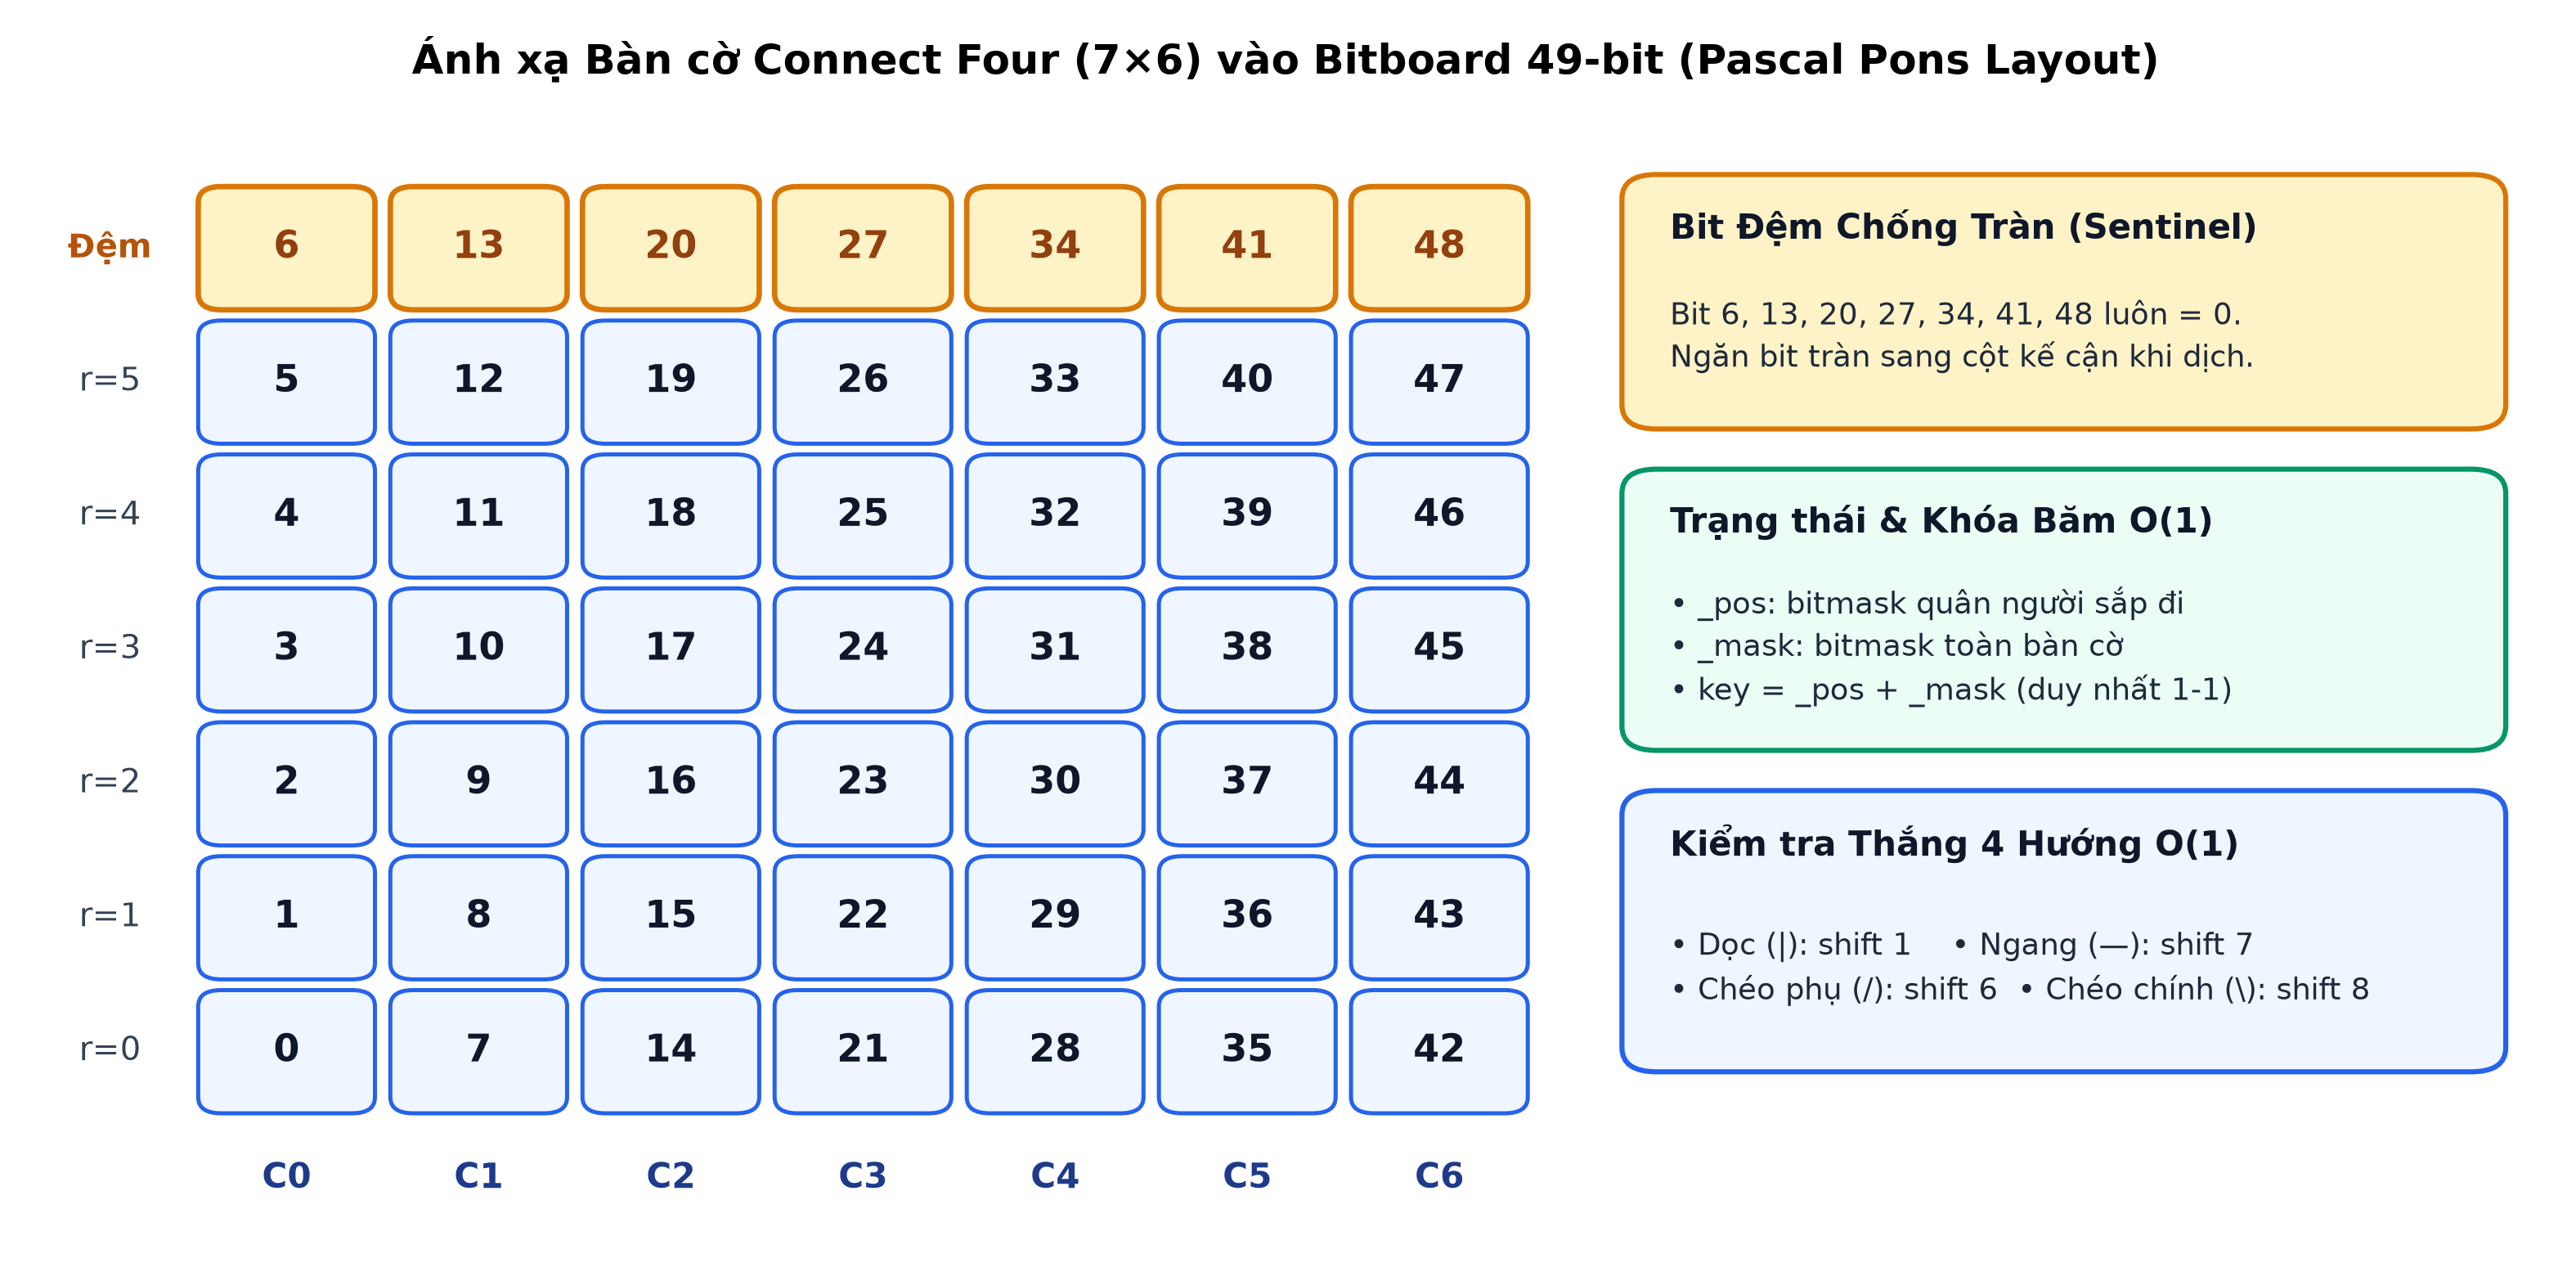 Ánh xạ Bàn cờ Connect Four (7×6) vào Bitboard 49-bit (Pascal Pons Layout)
Đệm 6 13 20 27 34 41 48
r=5 5 12 19 26 33 40 47
r=4 4 11 18 25 32 39 46
r=3 3 10 17 24 31 38 45
r=2 2 9 16 23 30 37 44
r=1 1 8 15 22 29 36 43
r=0 0 7 14 21 28 35 42
C0 C1 C2 C3 C4 C5 C6
Bit Đệm Chống Tràn (Sentinel)
Bit 6, 13, 20, 27, 34, 41, 48 luôn = 0.
Ngăn bit tràn sang cột kế cận khi dịch.
Trạng thái & Khóa Băm O(1)
• _pos: bitmask quân người sắp đi
• _mask: bitmask toàn bàn cờ
• key = _pos + _mask (duy nhất 1-1)
Kiểm tra Thắng 4 Hướng O(1)
• Dọc (|): shift 1 • Ngang (—): shift 7
• Chéo phụ (/): shift 6 • Chéo chính (\): shift 8